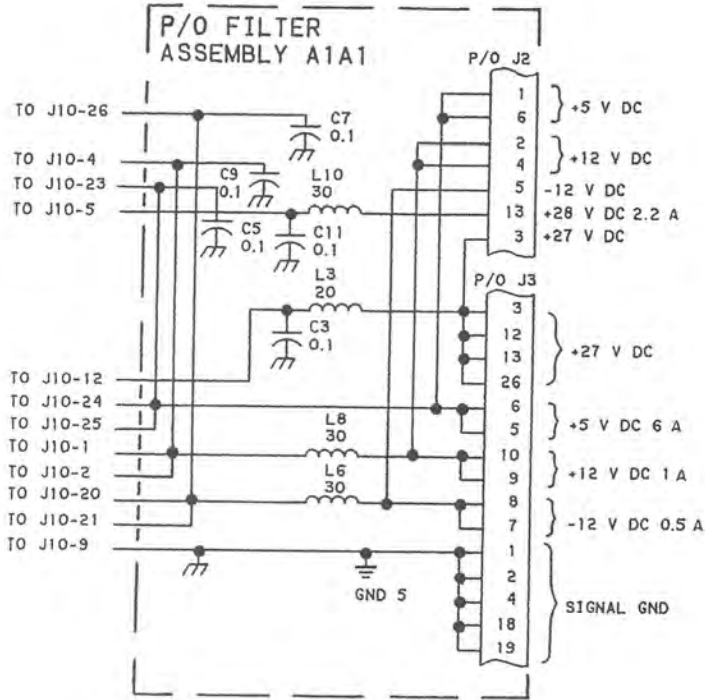 P/O FILTER
ASSEMBLY A1A1
P/O J2
TO J10-26
C7
0.1
1
6
+5 V DC
TO J10-4
TO J10-23
TO J10-5
C9
0.1
L10
30
2
4
+12 V DC
5
-12 V DC
13
+28 V DC 2.2 A
3
+27 V DC
C5
0.1
C11
0.1
P/O J3
L3
20
C3
0.1
3
12
13
26
+27 V DC
TO J10-12
TO J10-24
TO J10-25
6
5
+5 V DC 6 A
TO J10-1
TO J10-2
L8
30
10
9
+12 V DC 1 A
TO J10-20
TO J10-21
L6
30
8
7
-12 V DC 0.5 A
TO J10-9
GND 5
1
2
4
18
19
SIGNAL GND